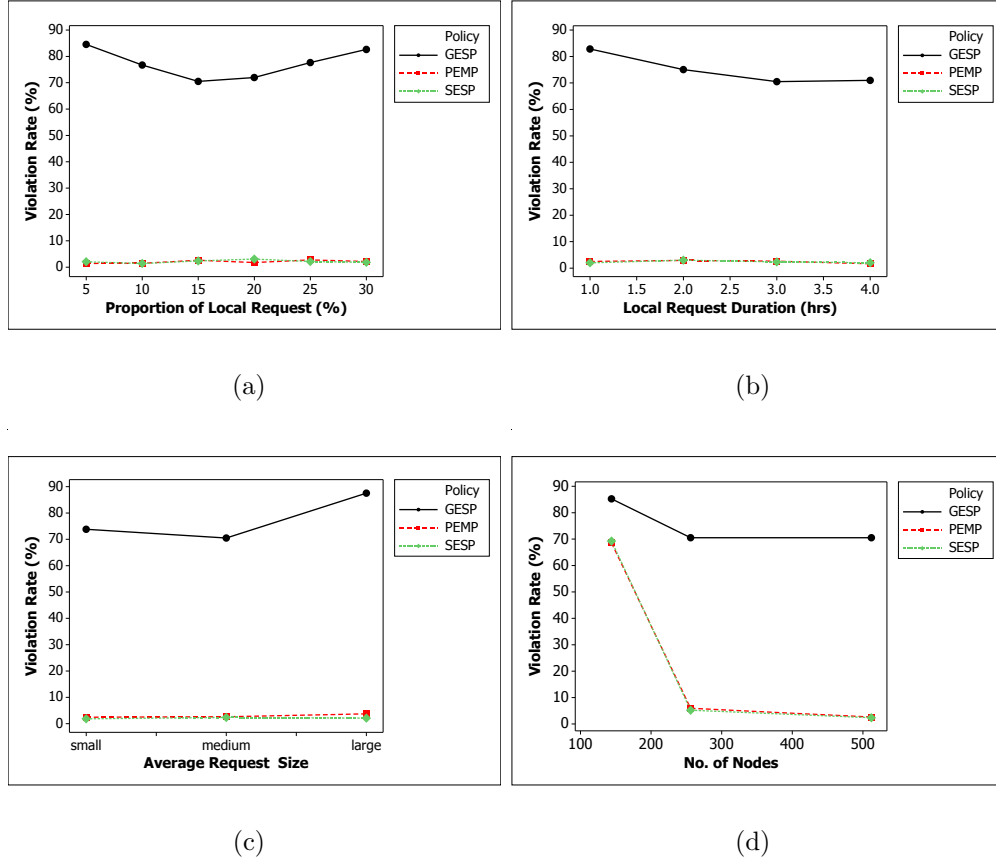 90
80
70
60
50
40
30
20
10
0
Violation Rate (%)
5 10 15 20 25 30
Proportion of Local Request (%)
Policy
GESP
PEMP
SESP
(a)
90
80
70
60
50
40
30
20
10
0
Violation Rate (%)
1.0 1.5 2.0 2.5 3.0 3.5 4.0
Local Request Duration (hrs)
Policy
GESP
PEMP
SESP
(b)
90
80
70
60
50
40
30
20
10
0
Violation Rate (%)
small medium large
Average Request Size
Policy
GESP
PEMP
SESP
(c)
90
80
70
60
50
40
30
20
10
0
Violation Rate (%)
100 200 300 400 500
No. of Nodes
Policy
GESP
PEMP
SESP
(d)